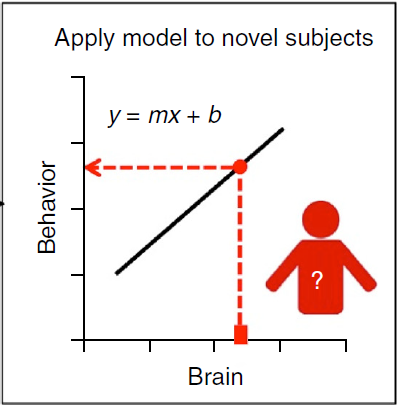 Apply model to novel subjects
y = mx + b
Behavior
?
Brain